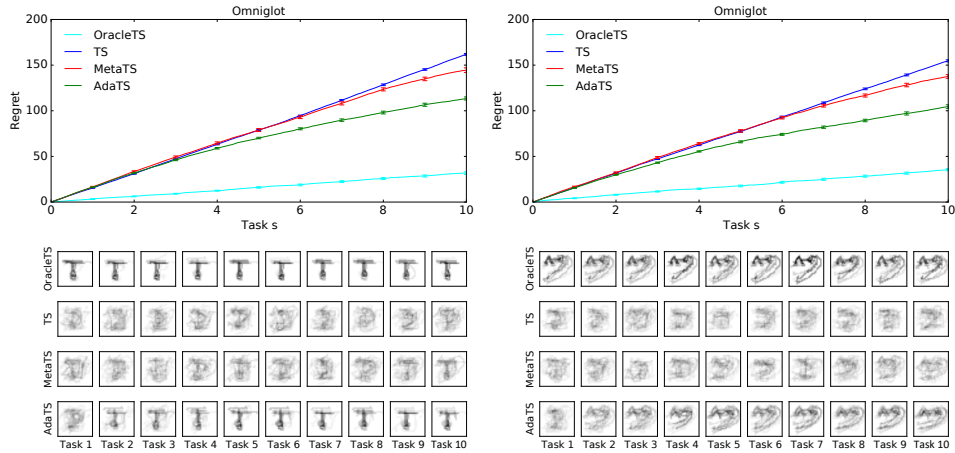 Omniglot
200
150
100
50
0
Regret
OracleTS
TS
MetaTS
AdaTS
0 2 4 6 8 10
Task s
OracleTS
TS
MetaTS
AdaTS
Task 1 Task 2 Task 3 Task 4 Task 5 Task 6 Task 7 Task 8 Task 9 Task 10
Omniglot
200
150
100
50
0
Regret
OracleTS
TS
MetaTS
AdaTS
0 2 4 6 8 10
Task s
OracleTS
TS
MetaTS
AdaTS
Task 1 Task 2 Task 3 Task 4 Task 5 Task 6 Task 7 Task 8 Task 9 Task 10